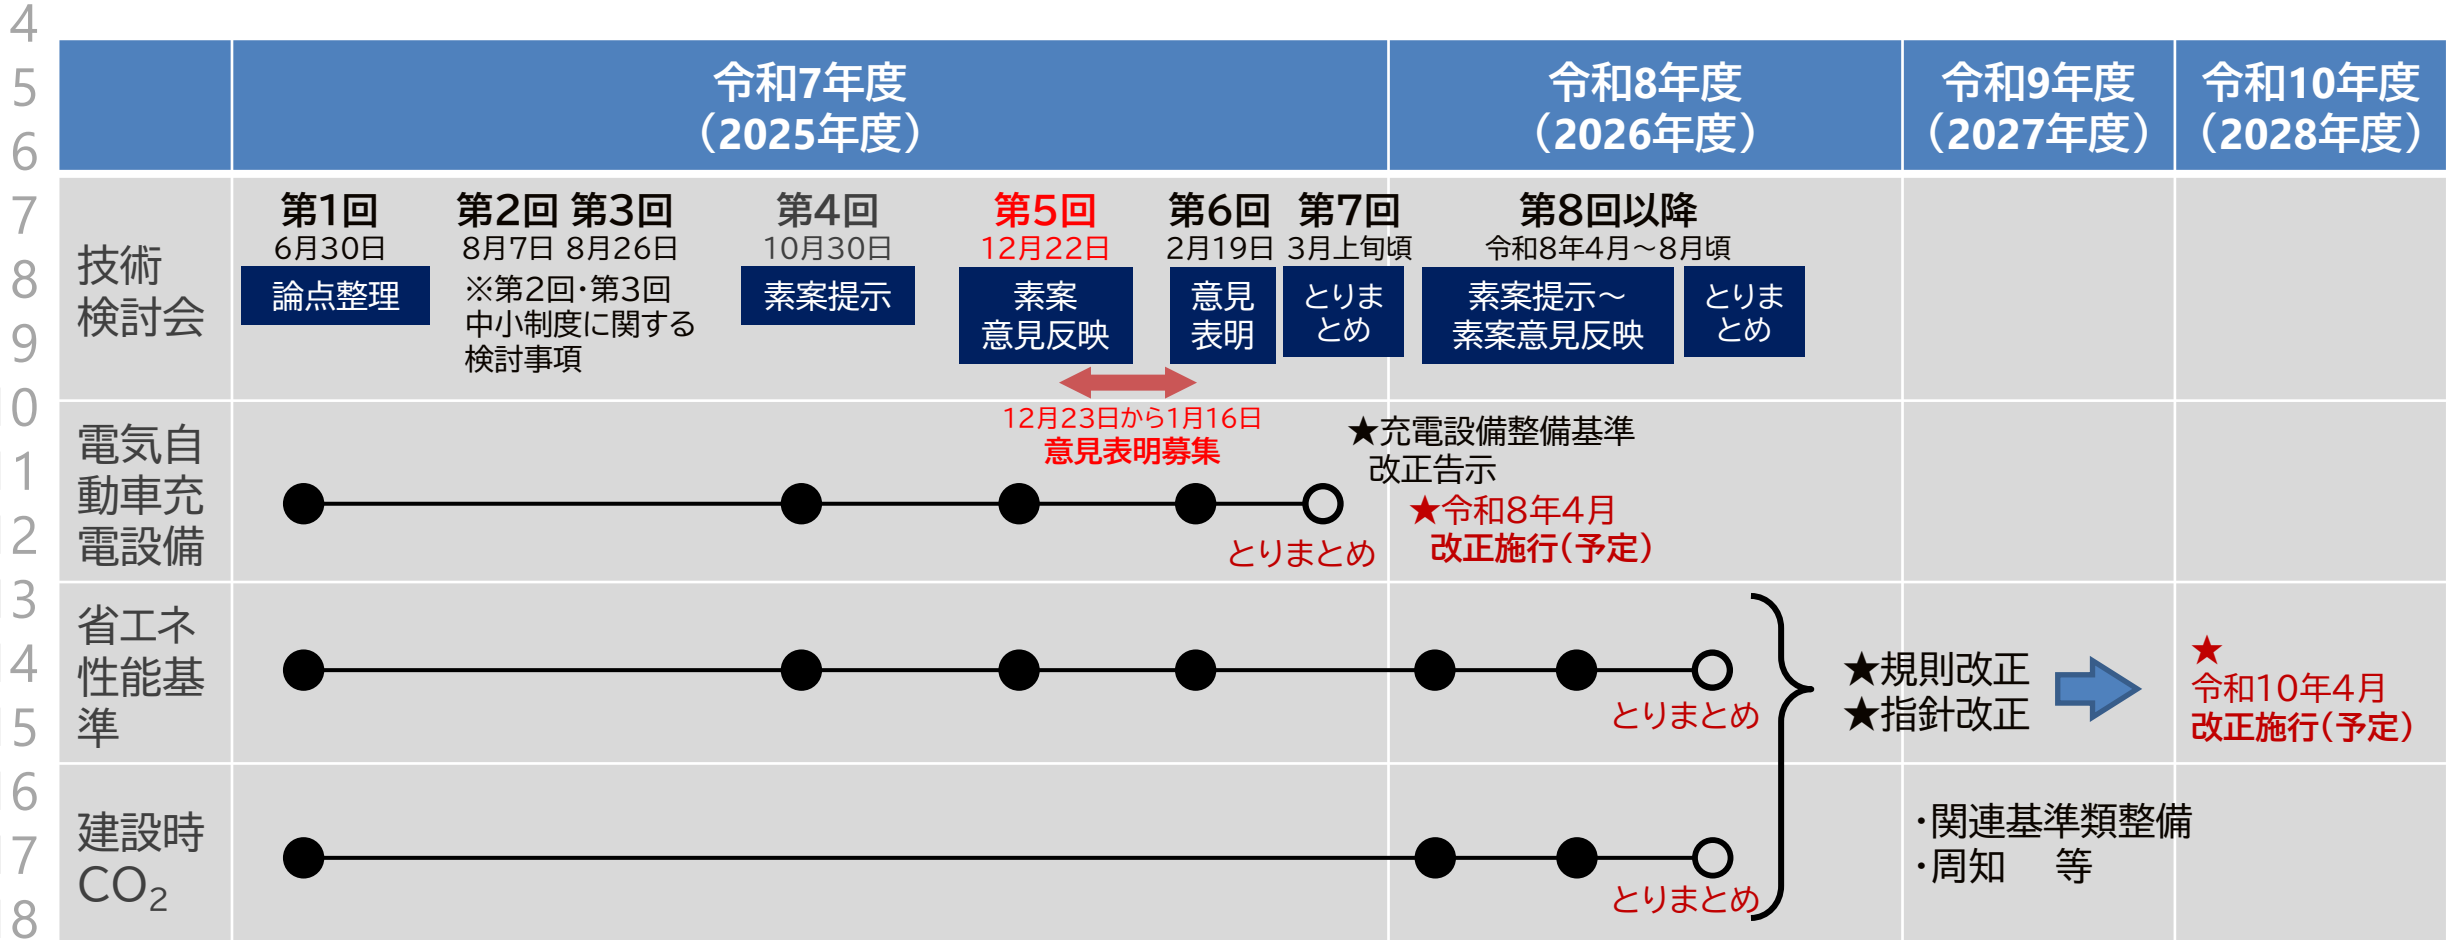 4
5
6
7
8
9
10
11
12
13
14
15
16
17
18
令和7年度
（2025年度）
令和8年度
（2026年度）
令和9年度
（2027年度）
令和10年度
（2028年度）
技術
検討会
第1回
6月30日
論点整理
第2回 第3回
8月7日 8月26日
※第2回・第3回
中小制度に関する
検討事項
第4回
10月30日
素案提示
第5回
12月22日
素案
意見反映
第6回
2月19日
意見
表明
第7回
3月上旬頃
とりま
とめ
第8回以降
令和8年4月～8月頃
素案提示～
素案意見反映
とりま
とめ
12月23日から1月16日
意見表明募集
電気自
動車充
電設備
とりまとめ
★充電設備整備基準
改正告示
★令和8年4月
改正施行（予定）
省エネ
性能基
準
とりまとめ
★規則改正
★指針改正
★
令和10年4月
改正施行（予定）
建設時
CO₂
とりまとめ
・関連基準類整備
・周知　等